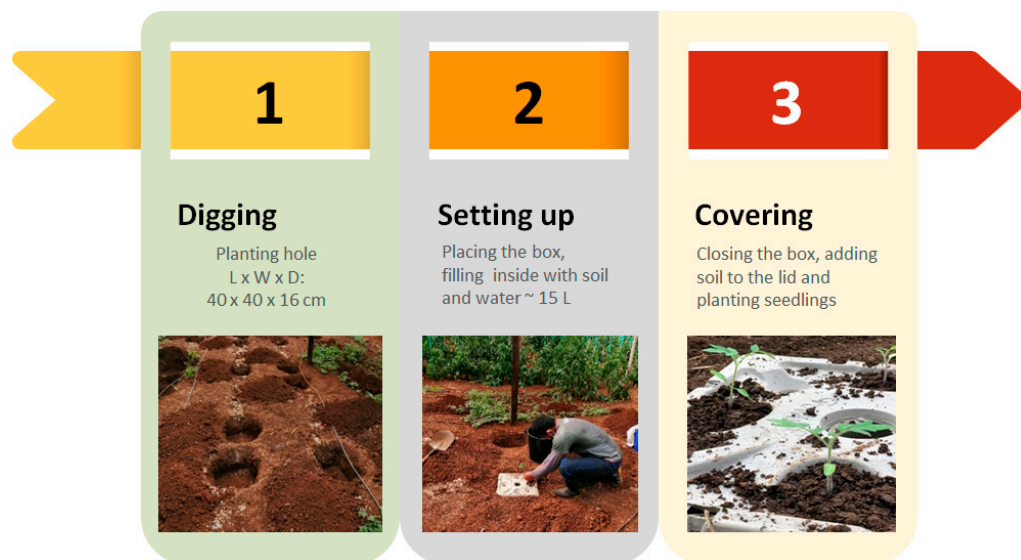 1
2
3
Digging
Planting hole
L x W x D:
40 x 40 x 16 cm
Setting up
Placing the box,
filling inside with soil
and water ~ 15 L
Covering
Closing the box, adding
soil to the lid and
planting seedlings